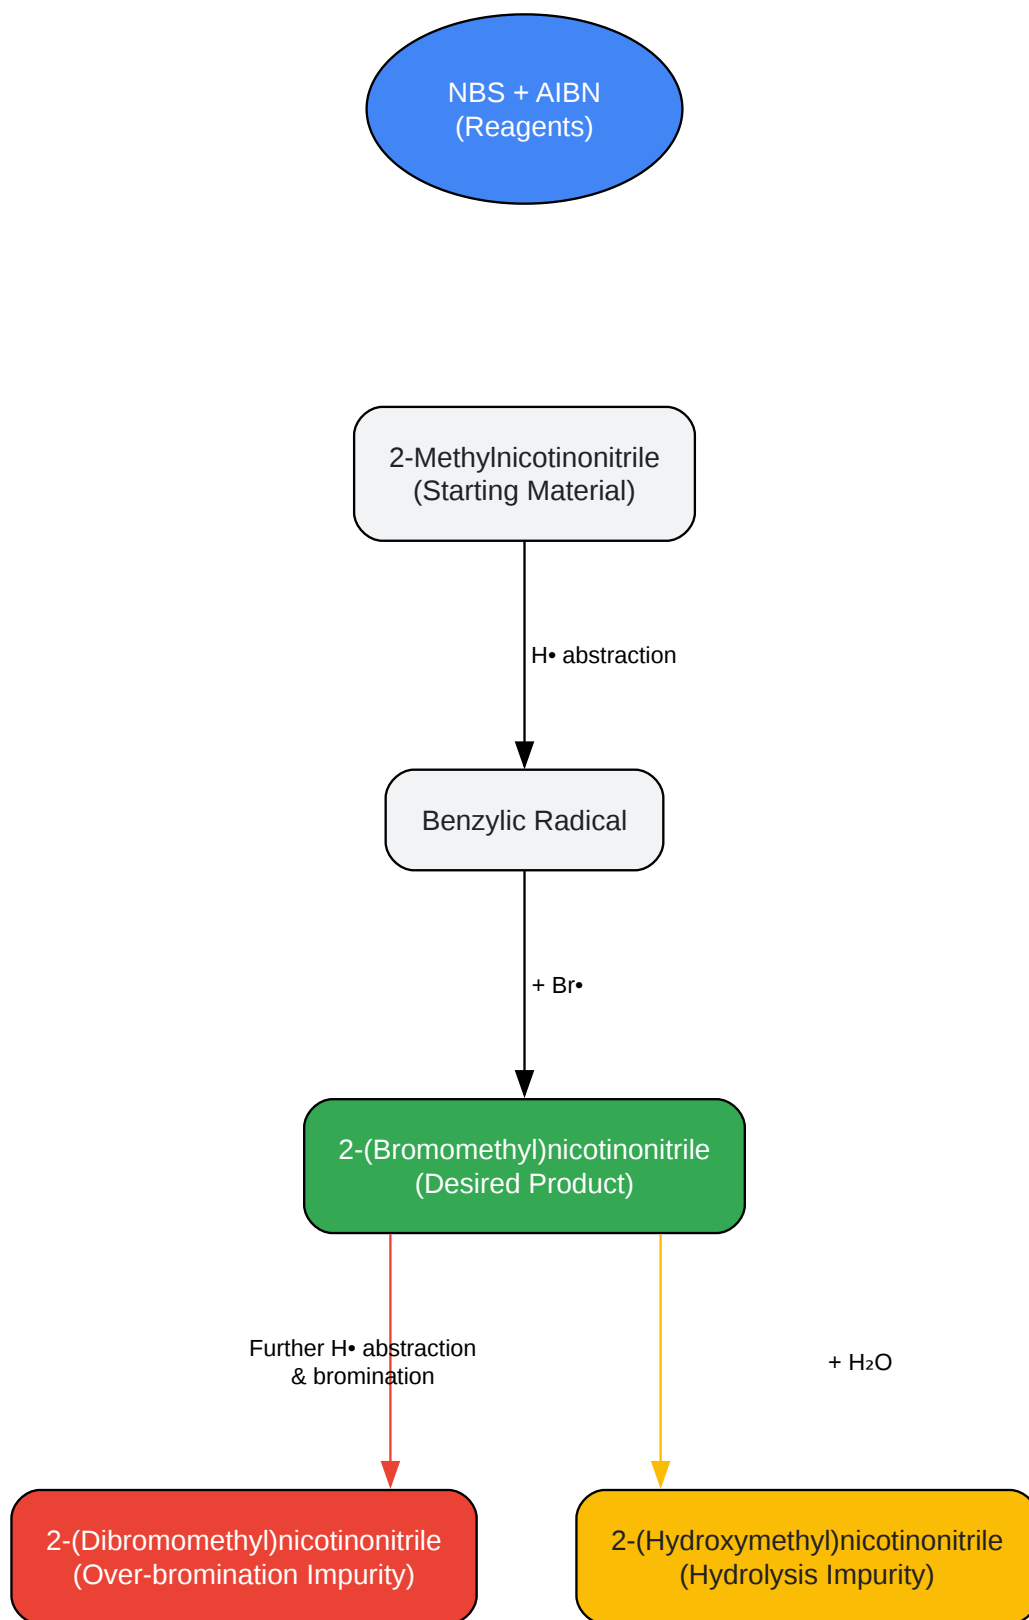 NBS + AIBN
(Reagents)
2-Methylnicotinonitrile
(Starting Material)
H• abstraction
Benzylic Radical
+ Br•
2-(Bromomethyl)nicotinonitrile
(Desired Product)
Further H• abstraction
& bromination
+ H₂O
2-(Dibromomethyl)nicotinonitrile
(Over-bromination Impurity)
2-(Hydroxymethyl)nicotinonitrile
(Hydrolysis Impurity)